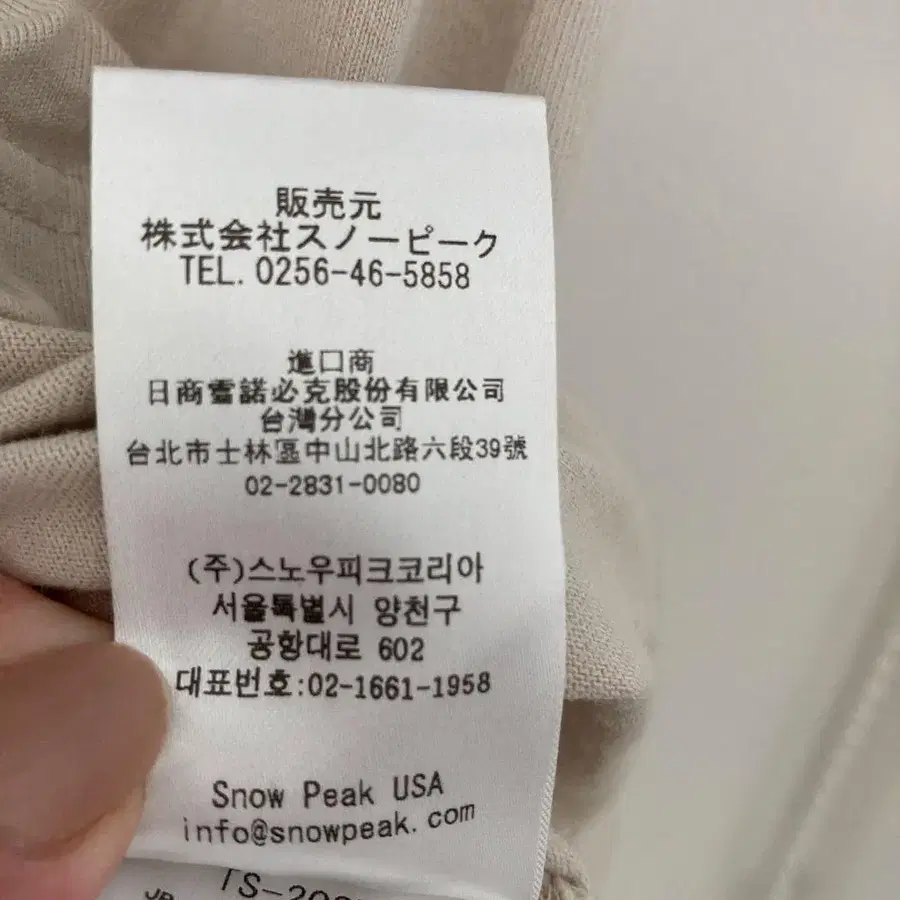 販売元
株式会社スノーピーク
TEL. 0256-46-5858
進口商
日商雪諾必克股份有限公司
台灣分公司
台北市士林區中山北路六段39號
02-2831-0080
(주)스노우피크코리아
서울특별시 양천구
공항대로 602
대표번호:02-1661-1958
Snow Peak USA
info@snowpeak.com